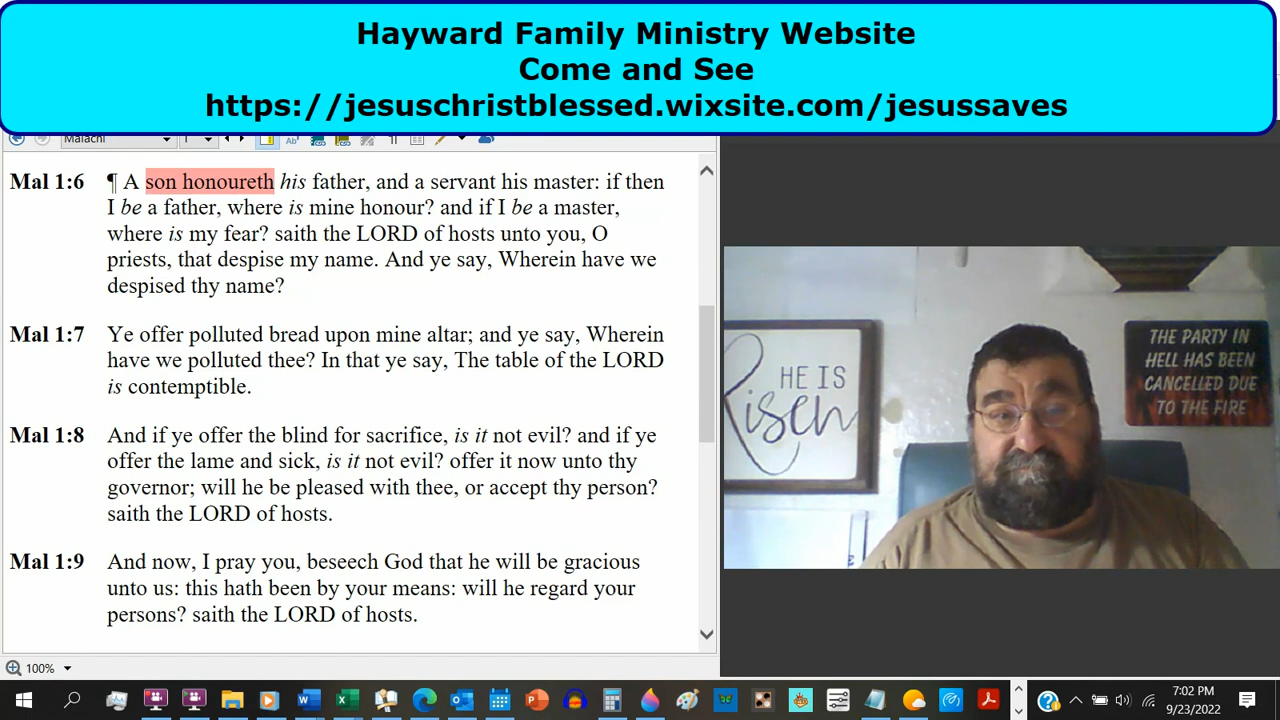 Hayward Family Ministry Website
Come and See
https://jesuschristblessed.wixsite.com/jesussaves
Malachi 1
Mal 1:6 ¶ A son honoureth his father, and a servant his master: if then
I be a father, where is mine honour? and if I be a master,
where is my fear? saith the LORD of hosts unto you, O
priests, that despise my name. And ye say, Wherein have we
despised thy name?
Mal 1:7 Ye offer polluted bread upon mine altar; and ye say, Wherein
have we polluted thee? In that ye say, The table of the LORD
is contemptible.
Mal 1:8 And if ye offer the blind for sacrifice, is it not evil? and if ye
offer the lame and sick, is it not evil? offer it now unto thy
governor; will he be pleased with thee, or accept thy person?
saith the LORD of hosts.
Mal 1:9 And now, I pray you, beseech God that he will be gracious
unto us: this hath been by your means: will he regard your
persons? saith the LORD of hosts.
100%
HE IS
Risen
THE PARTY IN
HELL HAS BEEN
CANCELLED DUE
TO THE FIRE
7:02 PM
9/23/2022